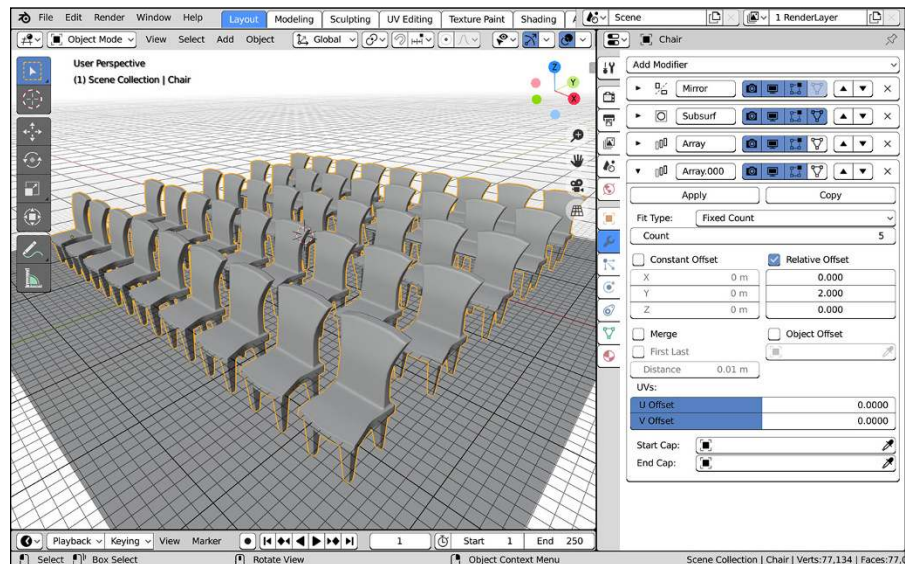 File Edit Render Window Help Layout Modeling Sculpting UV Editing Texture Paint Shading Scene 1 RenderLayer
Object Mode View Select Add Object Global Chair
User Perspective
(1) Scene Collection | Chair
Z
Y
X
Add Modifier
Mirror
Subsurf
Array
Array.000
Apply Copy
Fit Type: Fixed Count
Count 5
Constant Offset Relative Offset
X 0 m 0.000
Y 0 m 2.000
Z 0 m 0.000
Merge Object Offset
First Last
Distance 0.01 m
UVs:
U Offset 0.0000
V Offset 0.0000
Start Cap:
End Cap:
Playback Keying View Marker 1 Start 1 End 250
Select Box Select Rotate View Object Context Menu Scene Collection | Chair | Verts:77,134 | Faces:77,0